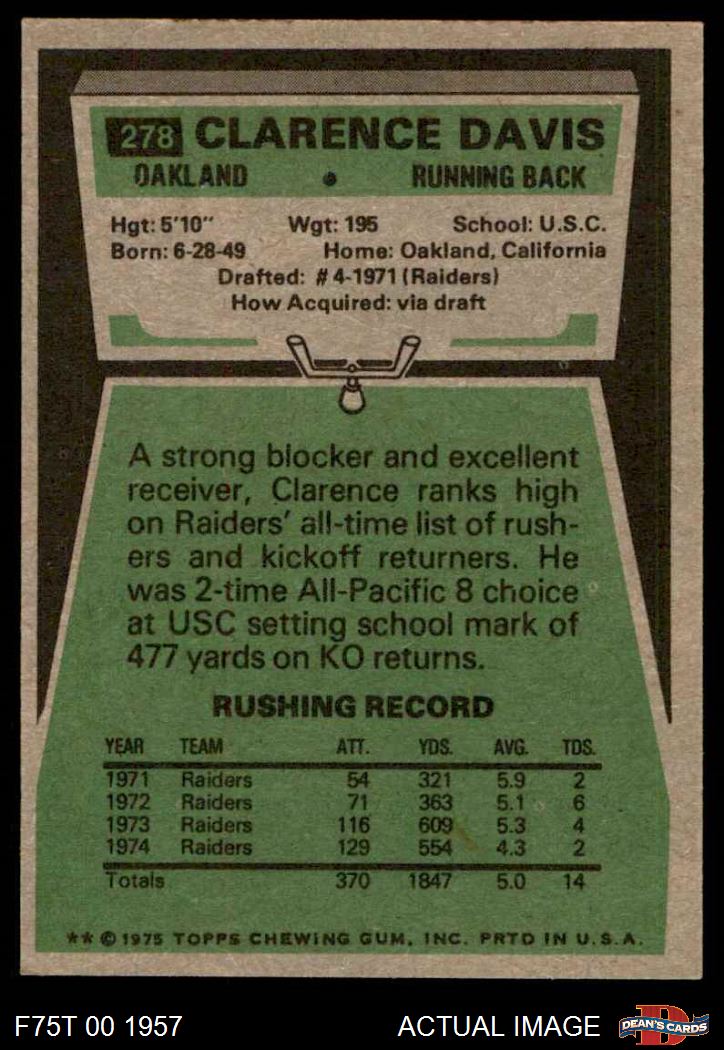 278 CLARENCE DAVIS
OAKLAND • RUNNING BACK
Hgt: 5'10" Wgt: 195 School: U.S.C.
Born: 6-28-49 Home: Oakland, California
Drafted: #4-1971 (Raiders)
How Acquired: via draft
A strong blocker and excellent
receiver, Clarence ranks high
on Raiders' all-time list of rush-
ers and kickoff returners. He
was 2-time All-Pacific 8 choice
at USC setting school mark of
477 yards on KO returns.
RUSHING RECORD
YEAR TEAM ATT. YDS. AVG. TDS.
1971 Raiders 54 321 5.9 2
1972 Raiders 71 363 5.1 6
1973 Raiders 116 609 5.3 4
1974 Raiders 129 554 4.3 2
Totals 370 1847 5.0 14
** © 1975 TOPPS CHEWING GUM, INC. PRTD IN U.S.A.
F75T 00 1957 ACTUAL IMAGE D DEAN'S CARDS